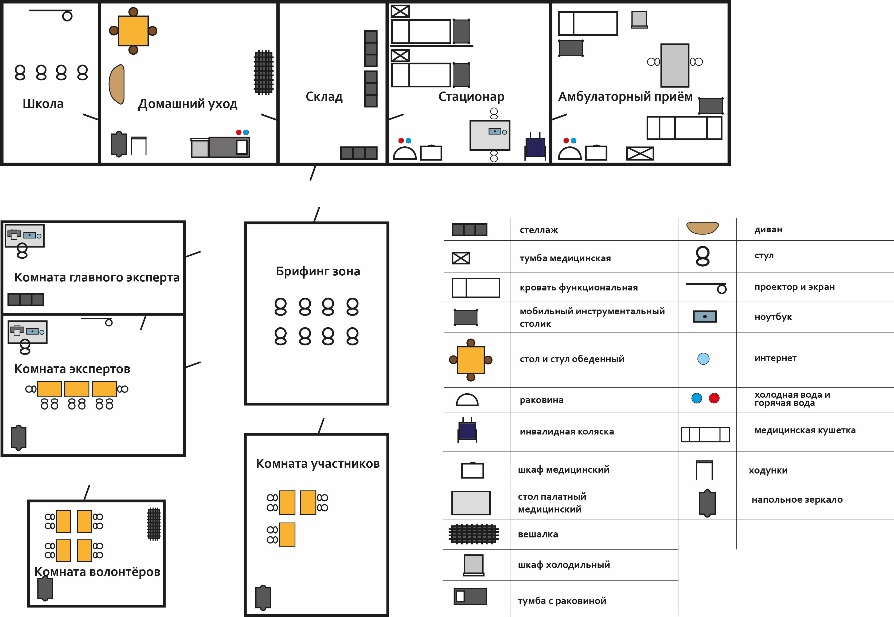 Школа
Домашний уход
Склад
Стационар
Амбулаторный приём
Комната главного эксперта
Комната экспертов
Комната волонтёров
Брифинг зона
Комната участников
стеллаж
тумба медицинская
кровать функциональная
мобильный инструментальный
столик
стол и стул обеденный
раковина
инвалидная коляска
шкаф медицинский
стол палатный
медицинский
вешалка
шкаф холодильный
тумба с раковиной
диван
стул
проектор и экран
ноутбук
интернет
холодная вода и
горячая вода
медицинская кушетка
ходунки
напольное зеркало